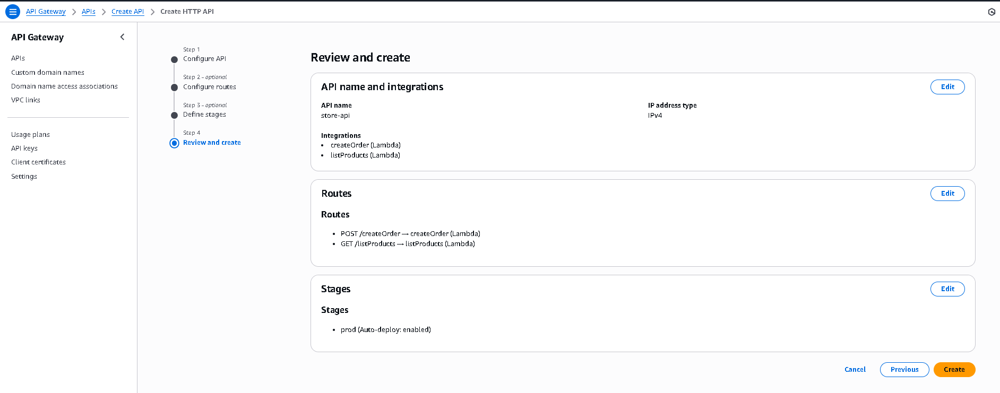 API Gateway > APIs > Create API > Create HTTP API
API Gateway
APIs
Custom domain names
Domain name access associations
VPC links
Usage plans
API keys
Client certificates
Settings
Step 1
Configure API
Step 2 - optional
Configure routes
Step 3 - optional
Define stages
Step 4
Review and create
Review and create
API name and integrations
Edit
API name
store-api
IP address type
IPv4
Integrations
• createOrder (Lambda)
• listProducts (Lambda)
Routes
Edit
Routes
• POST /createOrder → createOrder (Lambda)
• GET /listProducts → listProducts (Lambda)
Stages
Edit
Stages
• prod (Auto-deploy: enabled)
Cancel
Previous
Create